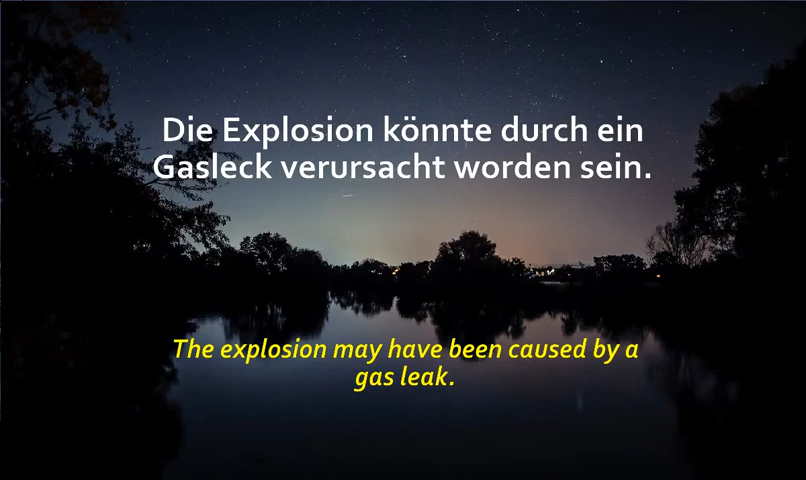 Die Explosion könnte durch ein
Gasleck verursacht worden sein.
The explosion may have been caused by a
gas leak.